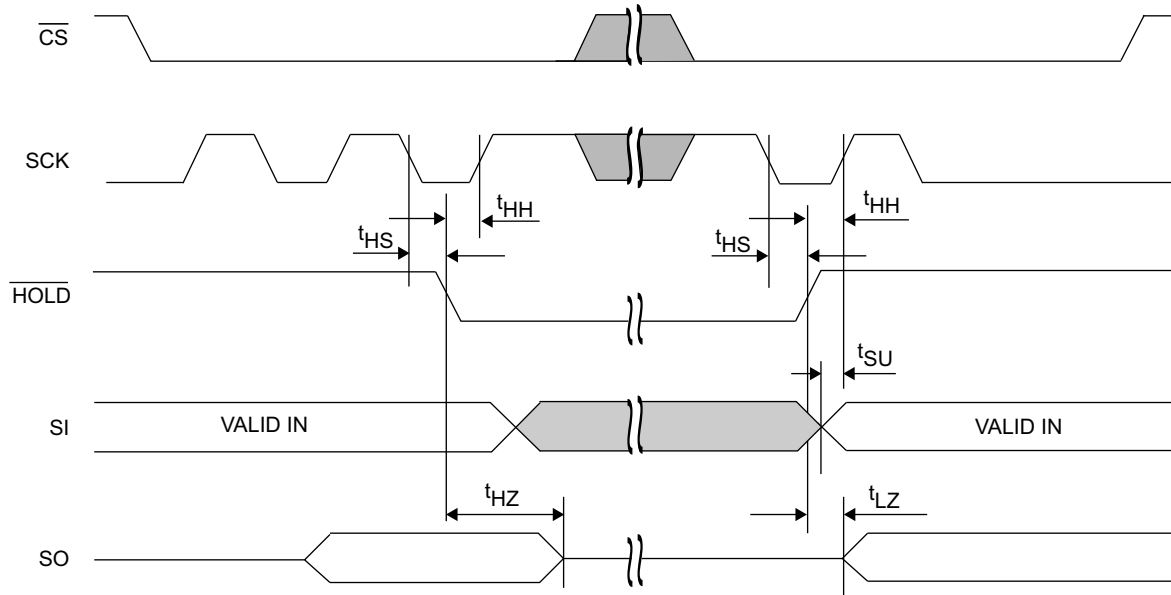 CS
SCK
tHH
tHH
tHS
tHS
HOLD
tSU
SI
VALID IN
VALID IN
tHZ
tLZ
SO